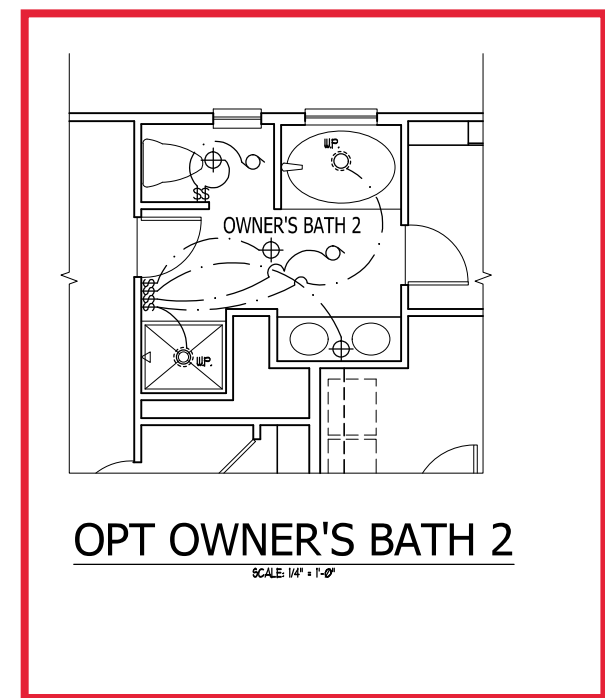 W.P.
$$
OWNER'S BATH 2
$
$
$
$
W.P.
OPT OWNER'S BATH 2
SCALE: 1/4" = 1'-0"